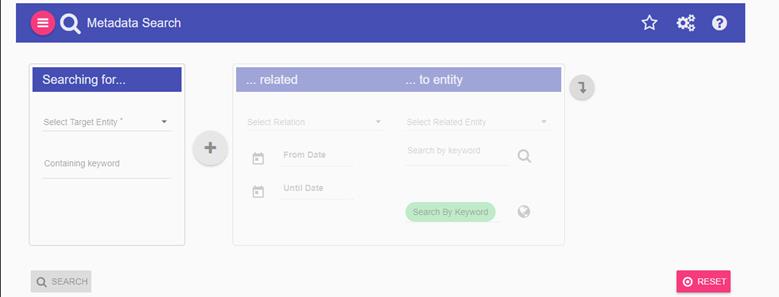 Metadata Search
Searching for...
... related
... to entity
Select Target Entity *
Select Relation
Select Related Entity
Containing keyword
From Date
Search by keyword
Until Date
Search By Keyword
SEARCH
RESET